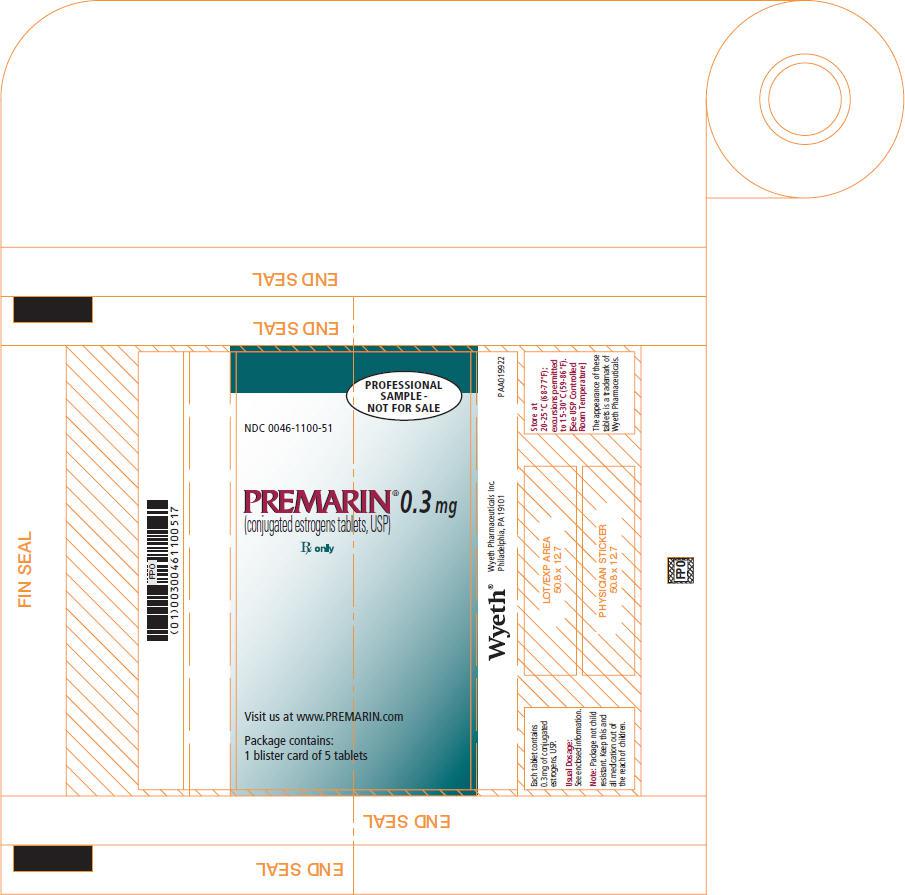 END SEAL
END SEAL
PROFESSIONAL
SAMPLE -
NOT FOR SALE
NDC 0046-1100-51
PREMARIN® 0.3 mg
(conjugated estrogens tablets, USP)
Rx only
Visit us at www.PREMARIN.com
Package contains:
1 blister card of 5 tablets
FIN SEAL
FPO
(01)00300461100517
Wyeth®
Wyeth Pharmaceuticals Inc.
Philadelphia, PA 19101
PAA019922
Each tablet contains
0.3 mg of conjugated
estrogens, USP.
Usual Dosage:
See enclosed information.
Note: Package not child
resistant. Keep this and
all medication out of
the reach of children.
LOT/EXP AREA
50.8 x 12.7
PHYSICIAN STICKER
50.8 x 12.7
Store at
20-25°C (68-77°F);
excursions permitted
to 15-30°C (59-86°F).
[See USP Controlled
Room Temperature]
The appearance of these
tablets is a trademark of
Wyeth Pharmaceuticals.
FPO
END SEAL
END SEAL